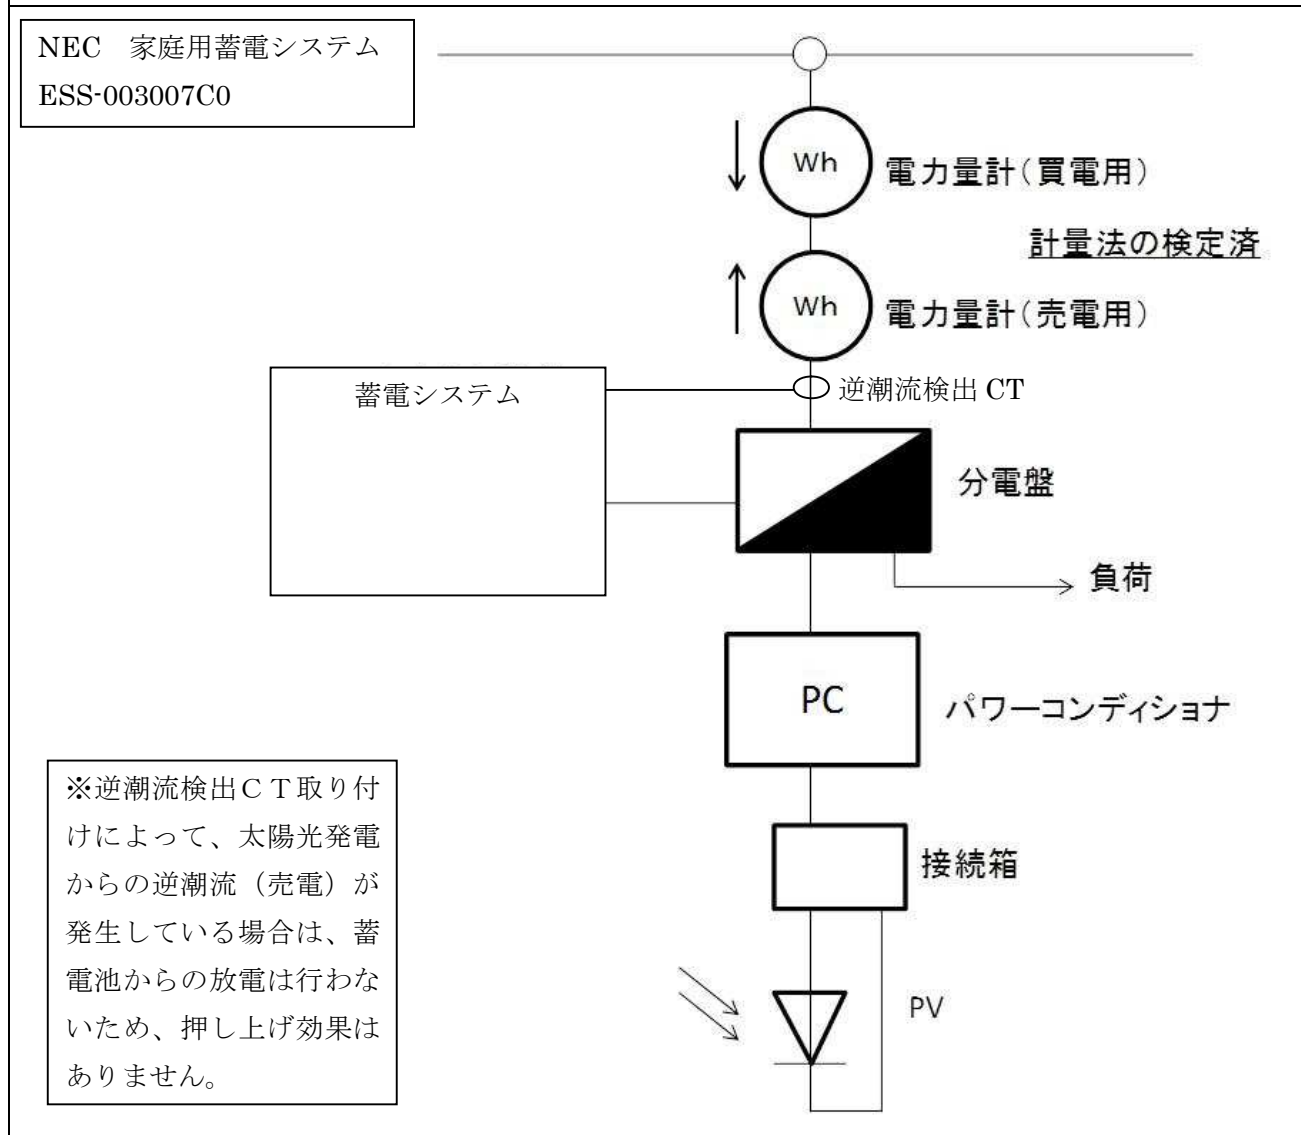 NEC　家庭用蓄電システム
ESS-003007C0
Wh
電力量計(買電用)
計量法の検定済
Wh
電力量計(売電用)
蓄電システム
逆潮流検出 CT
分電盤
負荷
PC
パワーコンディショナ
接続箱
PV
※逆潮流検出ＣＴ取り付
けによって、太陽光発電
からの逆潮流（売電）が
発生している場合は、蓄
電池からの放電は行わな
いため、押し上げ効果は
ありません。